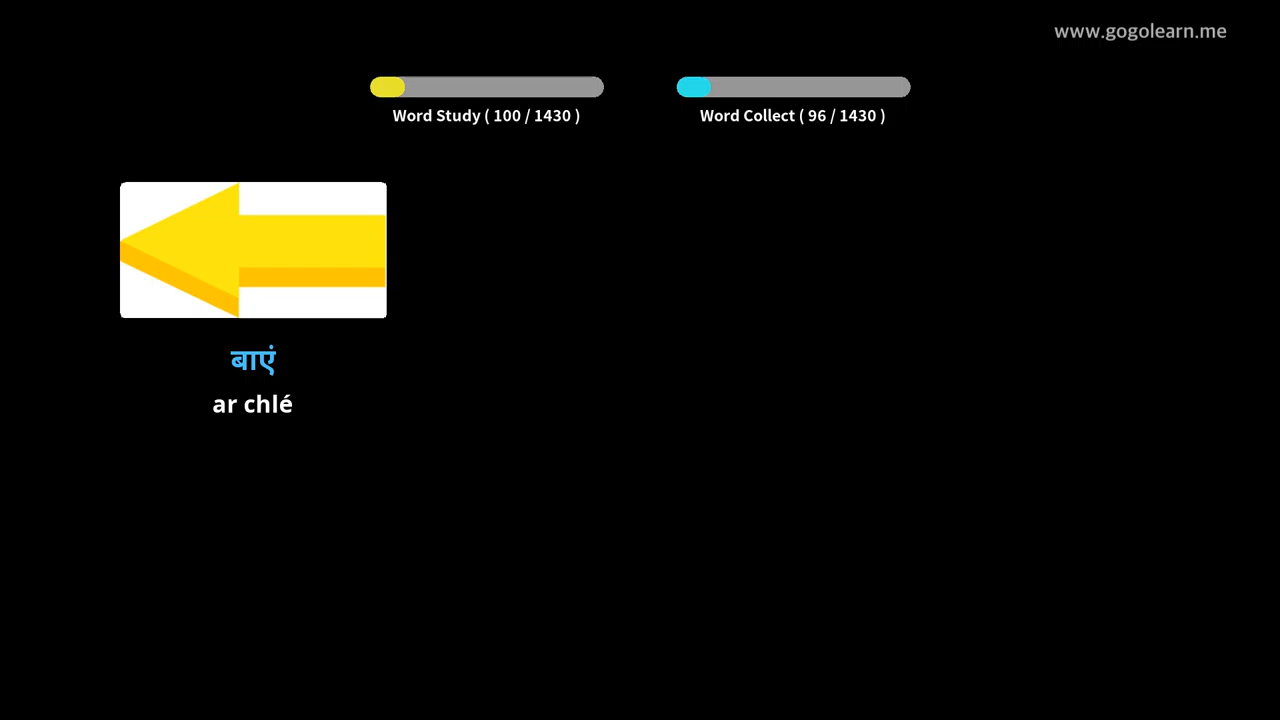 www.gogolearn.me
Word Study ( 100 / 1430 )
Word Collect ( 96 / 1430 )
बाएं
ar chlé